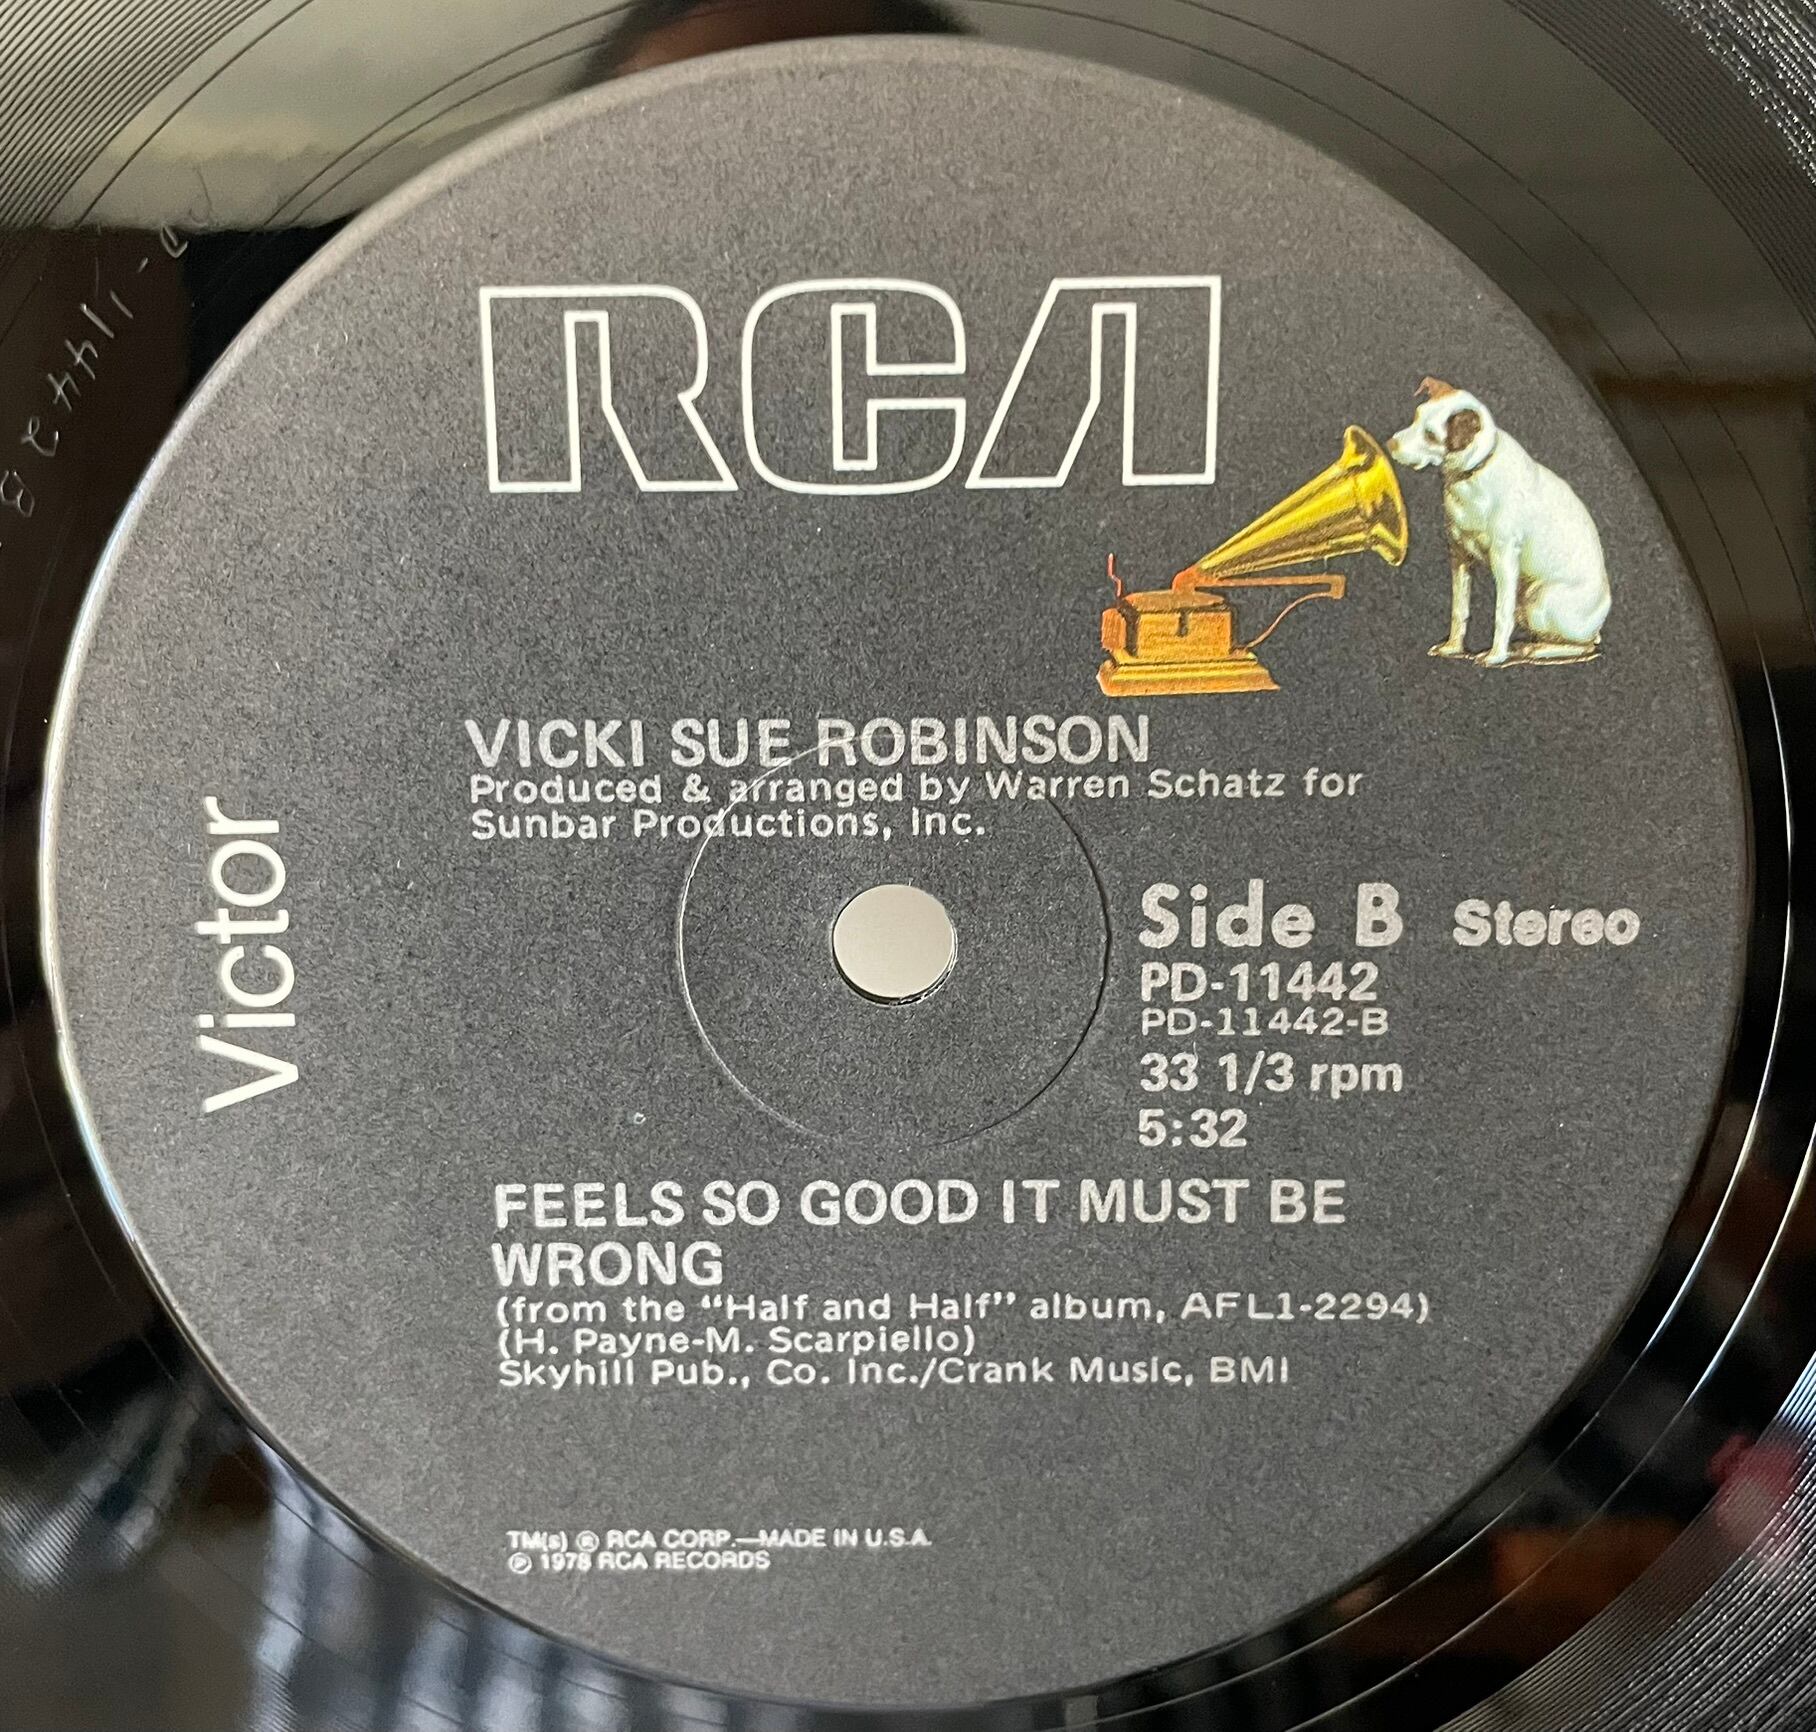 RCA
Victor
VICKI SUE ROBINSON
Produced & arranged by Warren Schatz for
Sunbar Productions, Inc.
Side B Stereo
PD-11442
PD-11442-B
33 1/3 rpm
5:32
FEELS SO GOOD IT MUST BE
WRONG
(from the “Half and Half” album, AFL1-2294)
(H. Payne-M. Scarpiello)
Skyhill Pub., Co. Inc./Crank Music, BMI
TM(s) ® RCA CORP.—MADE IN U.S.A.
℗ 1978 RCA RECORDS
D-11442 B